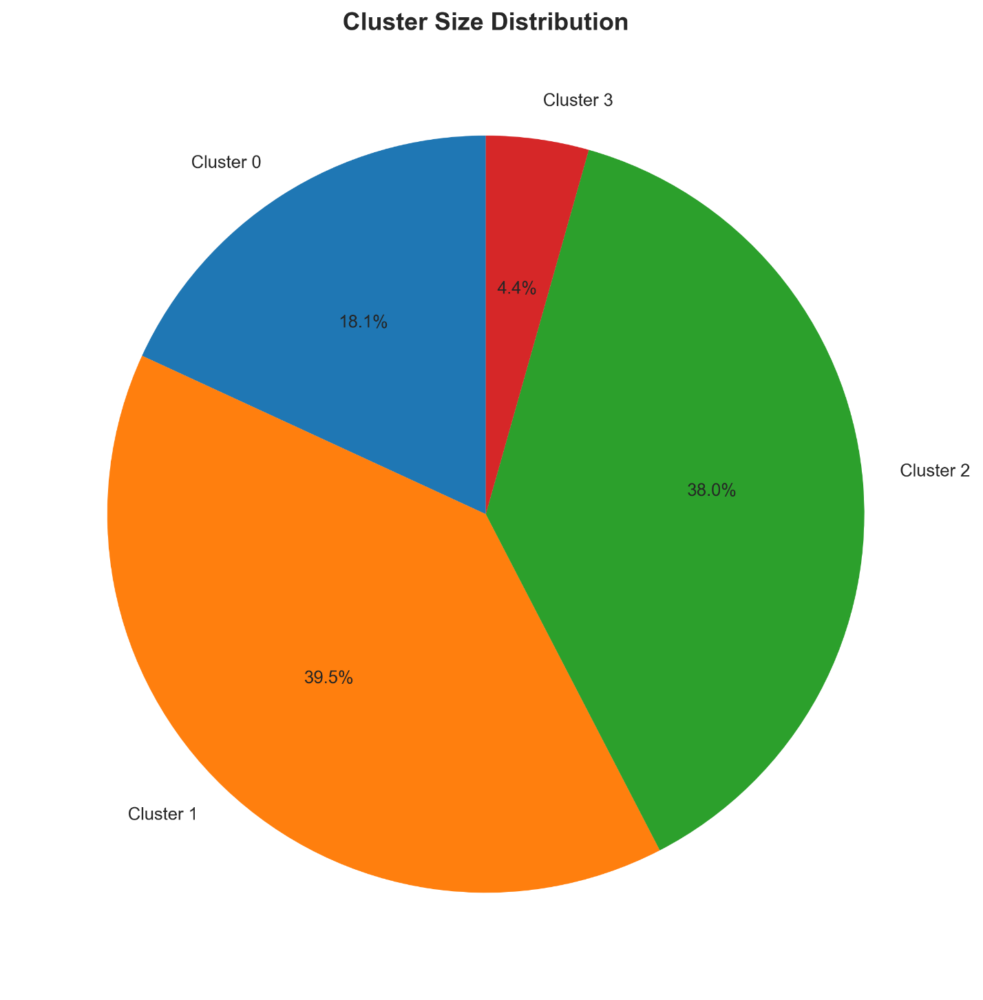 Cluster Size Distribution
Cluster 3
Cluster 0
4.4%
18.1%
Cluster 2
38.0%
39.5%
Cluster 1